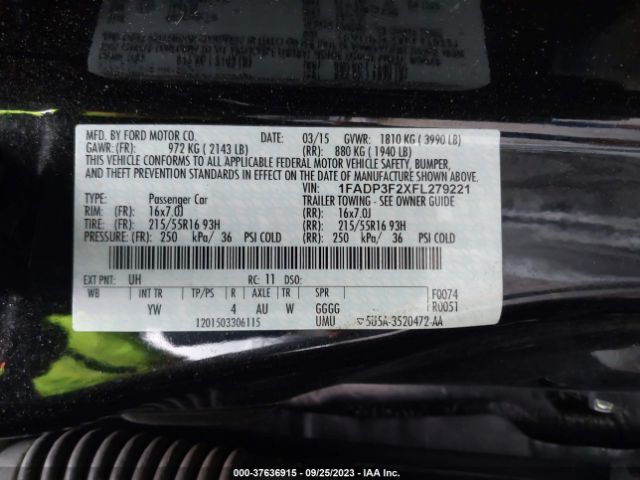 MFD. BY FORD MOTOR CO. DATE: 03/15 GVWR: 1810 KG ( 3990 LB)
GAWR: (FR): 972 KG ( 2143 LB) (RR): 880 KG ( 1940 LB)
THIS VEHICLE CONFORMS TO ALL APPLICABLE FEDERAL MOTOR VEHICLE SAFETY, BUMPER,
AND THEFT PREVENTION STANDARDS IN EFFECT ON THE DATE OF MANUFACTURE SHOWN ABOVE.
VIN: 1FADP3F2XFL279221
TYPE: Passenger Car TRAILER TOWING - SEE OWNER GUIDE
RIM: (FR): 16x7.0J (RR): 16x7.0J
TIRE: (FR): 215/55R16 93H (RR): 215/55R16 93H
PRESSURE: (FR): 250 kPa/ 36 PSI COLD (RR): 250 kPa/ 36 PSI COLD
EXT PNT: UH RC: 11 DSO:
WB INT TR TP/PS R AXLE TR SPR F0074
YW 4 AU W GGGG R0051
1201503306115 UMU 5U5A-3520472-AA
000-37636915 - 09/25/2023 - IAA Inc.